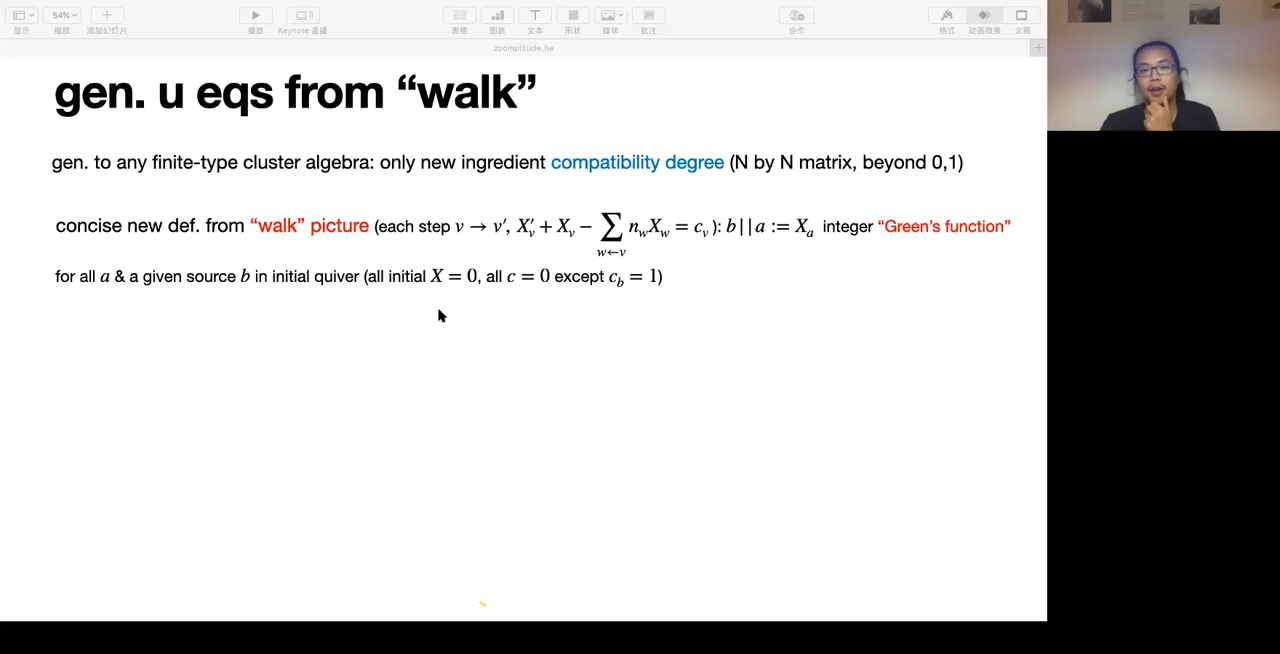 64%
显示
缩放
添加幻灯片
播放
Keynote 直播
表格
图表
文本
形状
媒体
批注
协作
格式
动画效果
文稿
zoomplitude_he
gen. u eqs from “walk”
gen. to any finite-type cluster algebra: only new ingredient compatibility degree (N by N matrix, beyond 0,1)
concise new def. from “walk” picture (each step v → v′, X′_v + X_v − ∑_{w←v} n_w X_w = c_v): b||a := X_a integer “Green’s function”
for all a & a given source b in initial quiver (all initial X = 0, all c = 0 except c_b = 1)